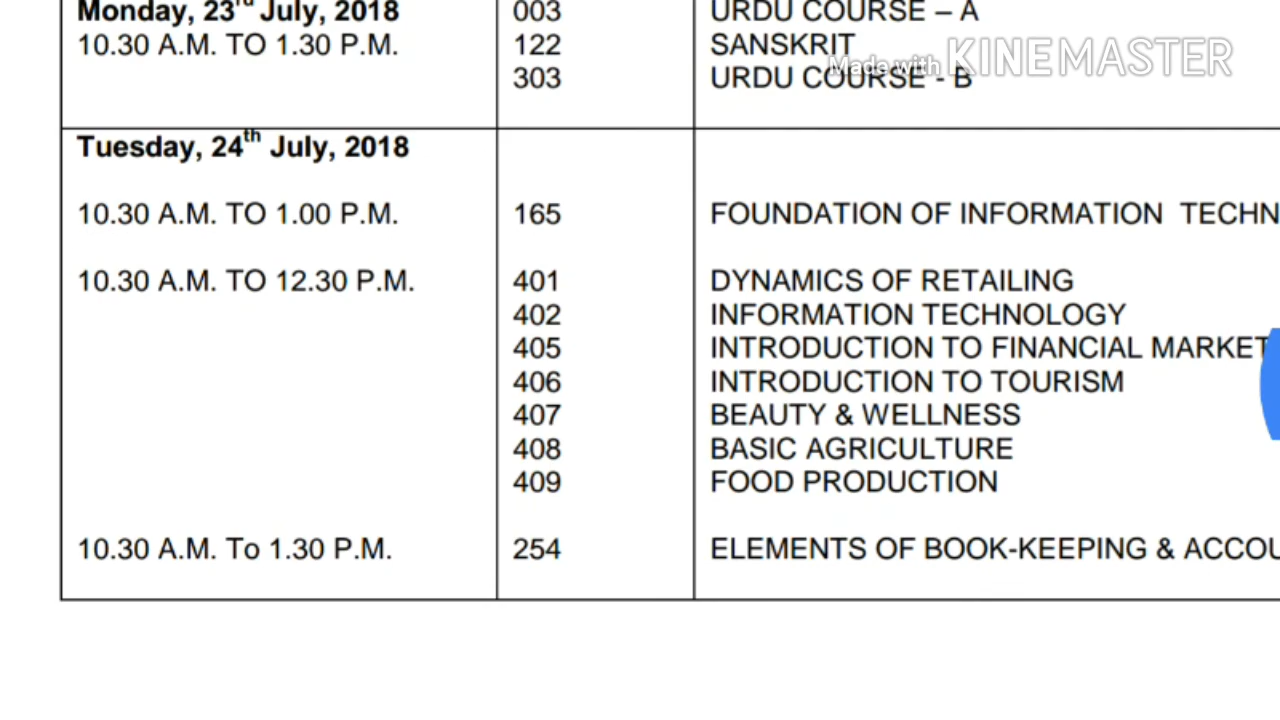 Monday, 23rd July, 2018 003 URDU COURSE – A
10.30 A.M. TO 1.30 P.M. 122 SANSKRIT
Made with KINEMASTER
303 URDU COURSE - B
Tuesday, 24th July, 2018
10.30 A.M. TO 1.00 P.M. 165 FOUNDATION OF INFORMATION TECHN
10.30 A.M. TO 12.30 P.M. 401 DYNAMICS OF RETAILING
402 INFORMATION TECHNOLOGY
405 INTRODUCTION TO FINANCIAL MARKET
406 INTRODUCTION TO TOURISM
407 BEAUTY & WELLNESS
408 BASIC AGRICULTURE
409 FOOD PRODUCTION
10.30 A.M. To 1.30 P.M. 254 ELEMENTS OF BOOK-KEEPING & ACCOU